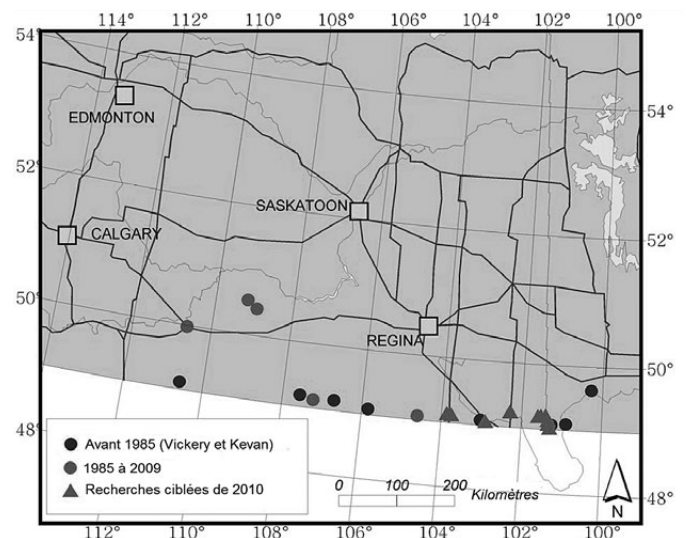 114° 112° 110° 108° 106° 104° 102° 100°
54°
54°
EDMONTON
52°
SASKATOON
CALGARY
52°
50°
REGINA
50°
48°
Avant 1985 (Vickery et Kevan)
1985 à 2009
Recherches ciblées de 2010
0 100 200
Kilomètres
N
48°
112° 110° 108° 106° 104° 102° 100°